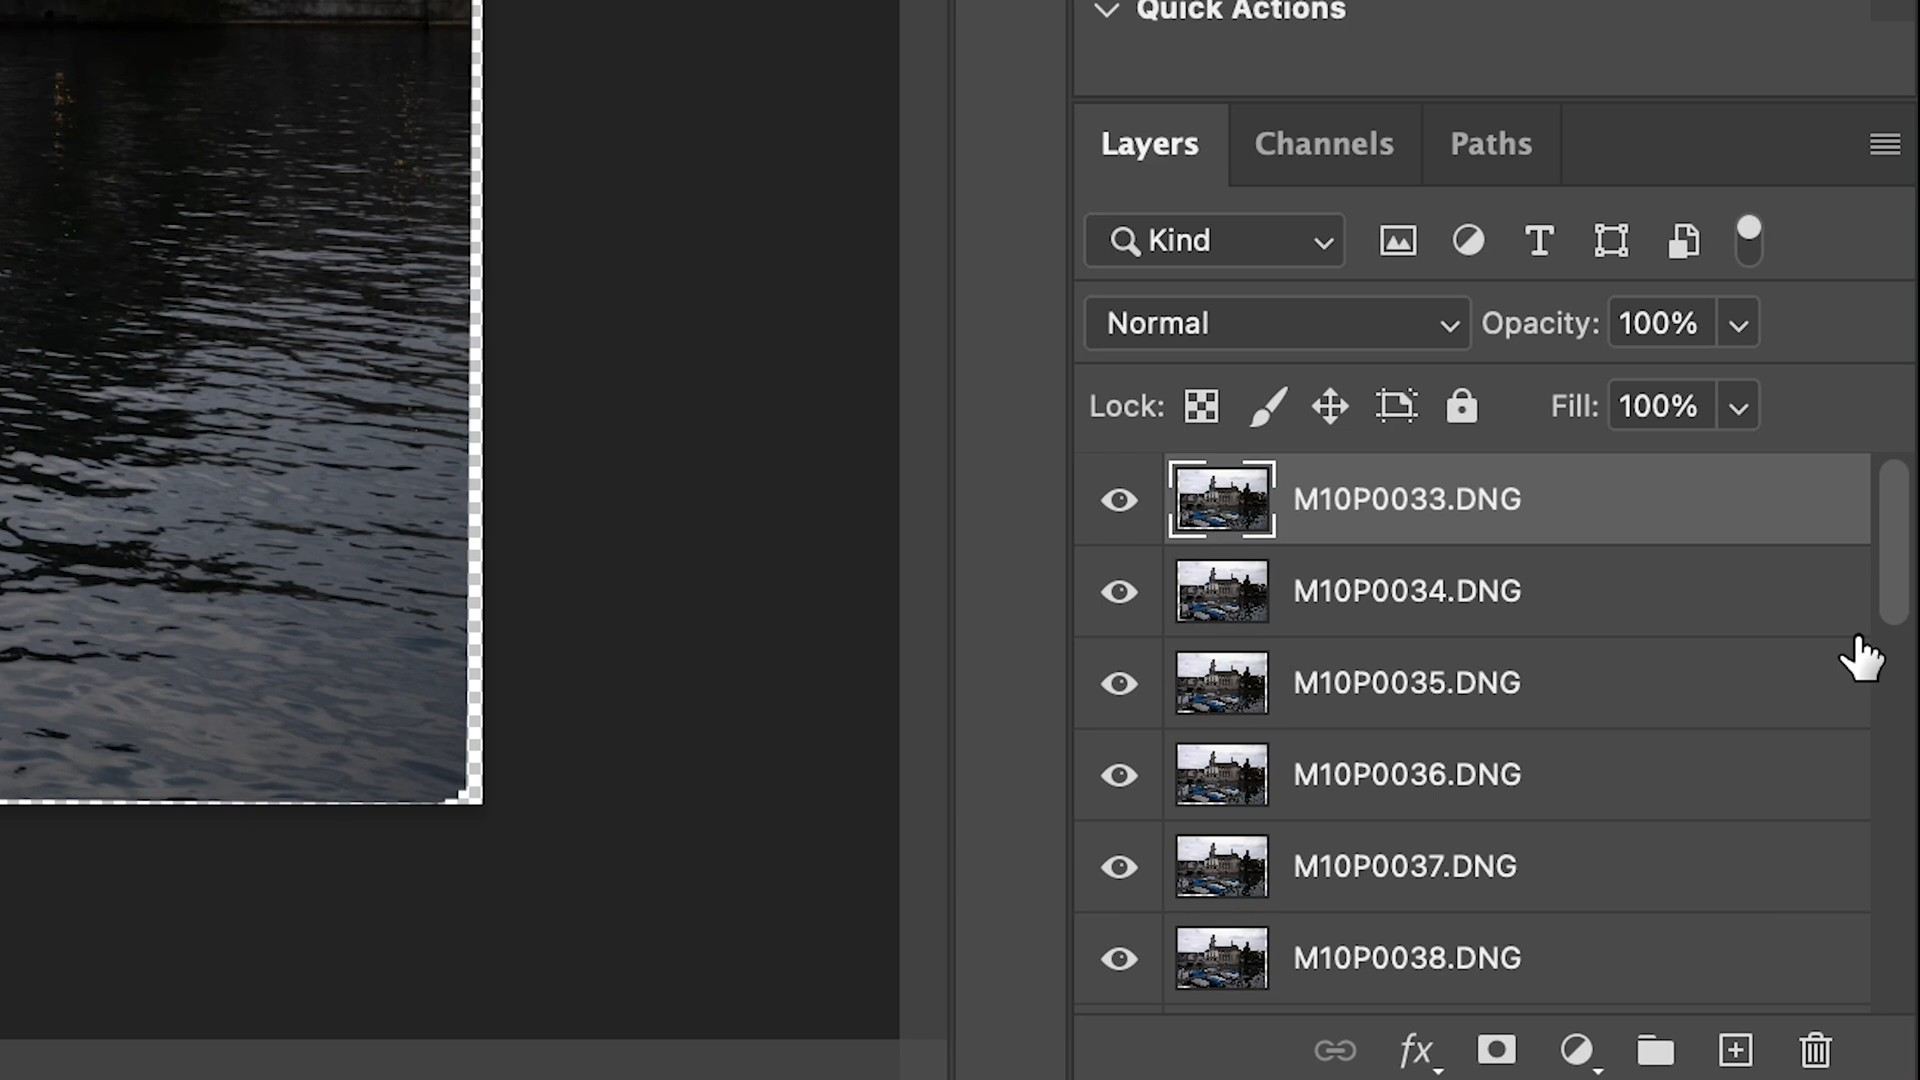 Quick Actions
Layers Channels Paths
Kind
Normal Opacity: 100%
Lock: Fill: 100%
M10P0033.DNG
M10P0034.DNG
M10P0035.DNG
M10P0036.DNG
M10P0037.DNG
M10P0038.DNG
fx